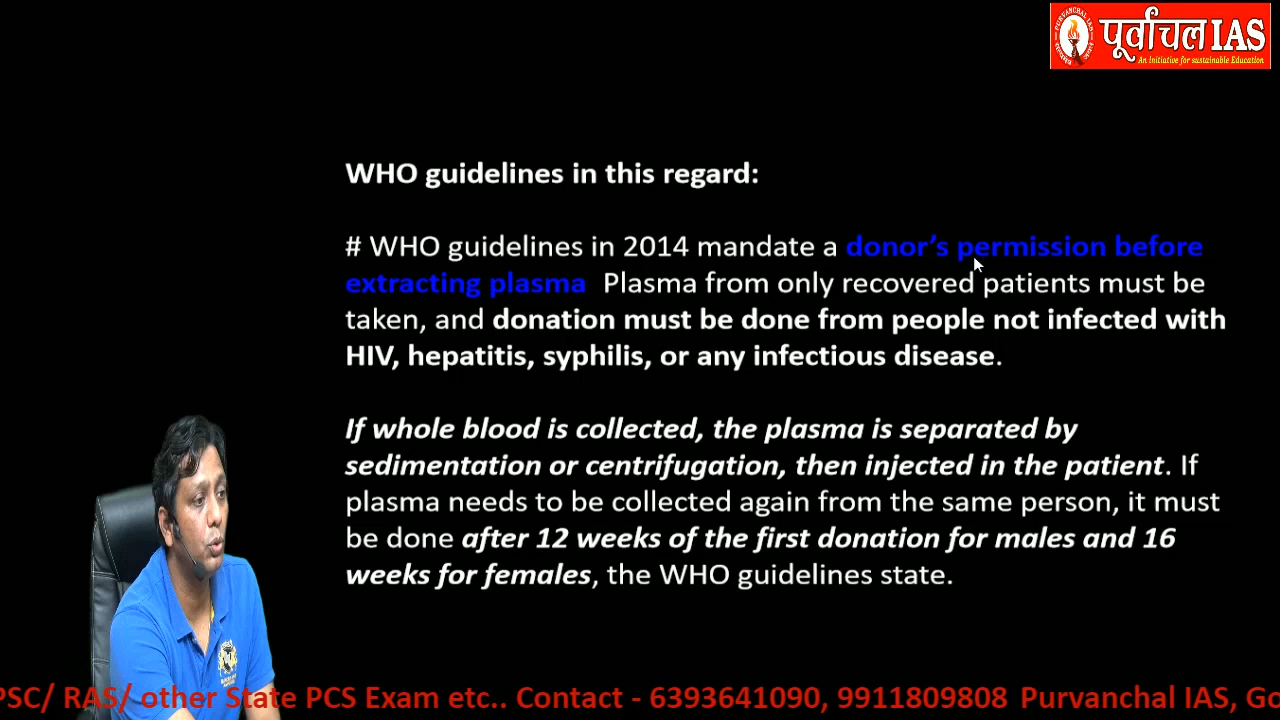 पूर्वांचल IAS
An Initiative for sustainable Education
WHO guidelines in this regard:
# WHO guidelines in 2014 mandate a donor's permission before
extracting plasma Plasma from only recovered patients must be
taken, and donation must be done from people not infected with
HIV, hepatitis, syphilis, or any infectious disease.
If whole blood is collected, the plasma is separated by
sedimentation or centrifugation, then injected in the patient. If
plasma needs to be collected again from the same person, it must
be done after 12 weeks of the first donation for males and 16
weeks for females, the WHO guidelines state.
PSC/ RAS/ other State PCS Exam etc.. Contact - 6393641090, 9911809808 Purvanchal IAS, Go